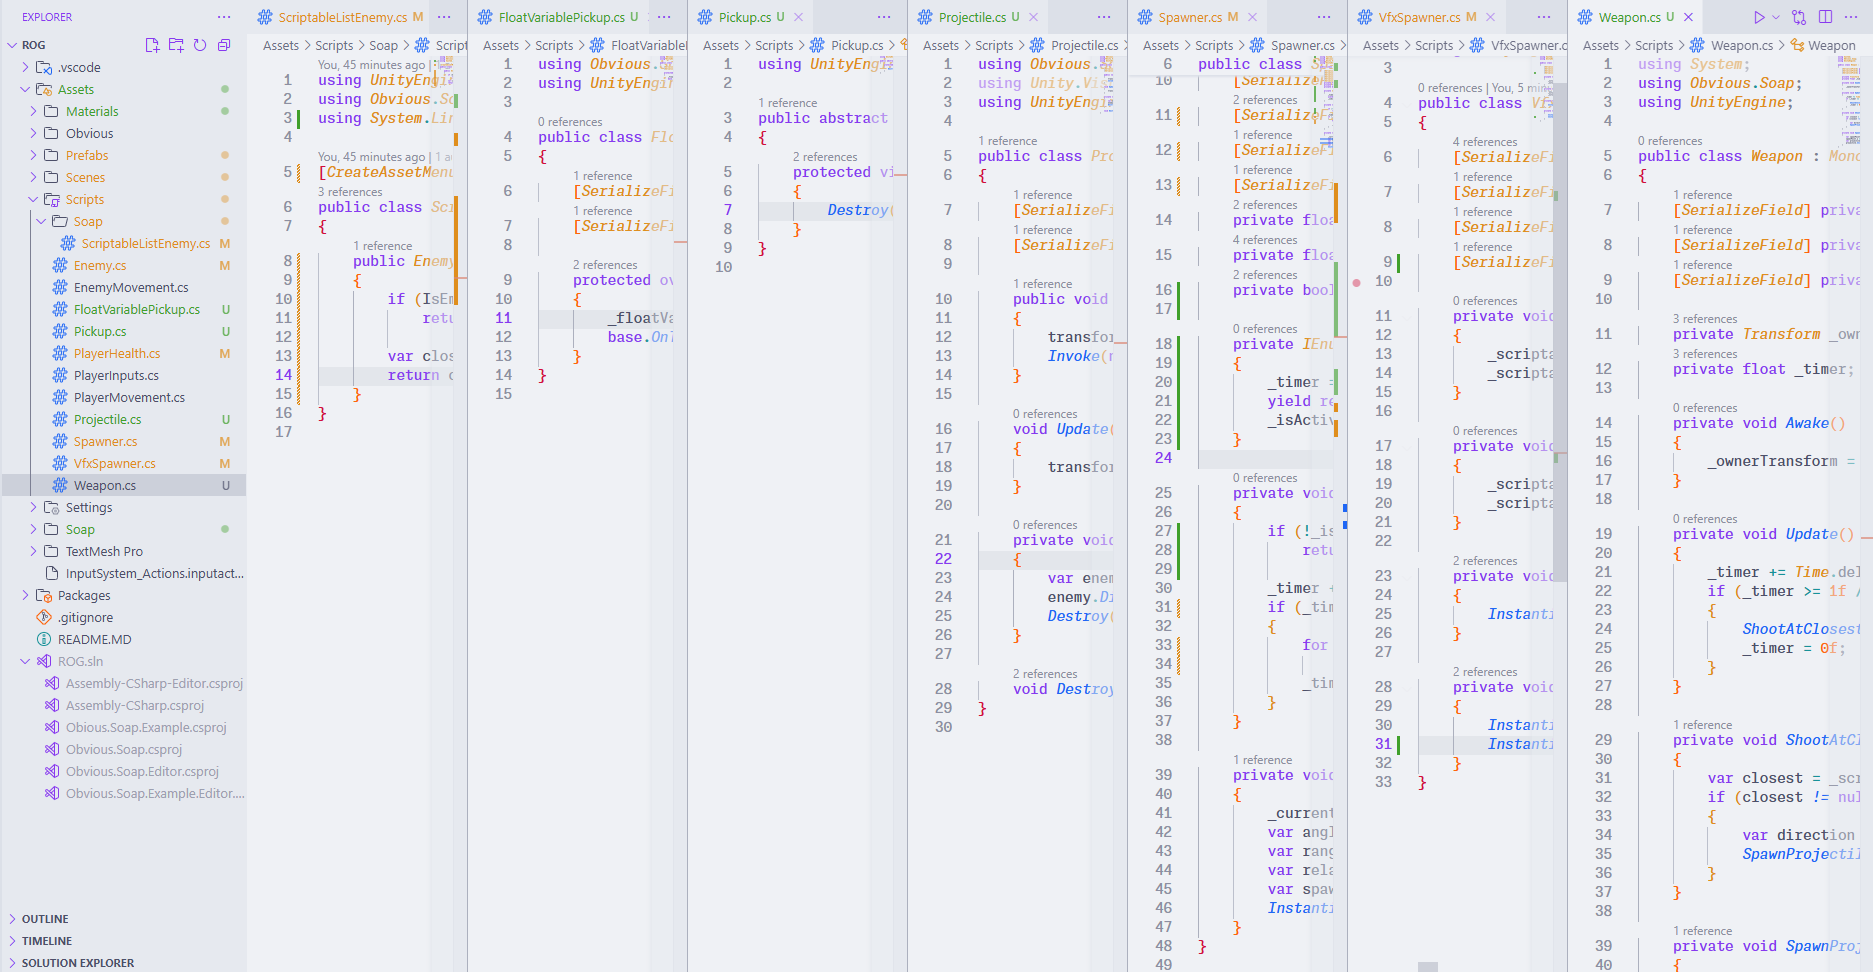 EXPLORER
ROG
.vscode
Assets
Materials
Obvious
Prefabs
Scenes
Scripts
Soap
ScriptableListEnemy.cs M
Enemy.cs M
EnemyMovement.cs
FloatVariablePickup.cs U
Pickup.cs U
PlayerHealth.cs M
PlayerInputs.cs
PlayerMovement.cs
Projectile.cs U
Spawner.cs M
VfxSpawner.cs M
Weapon.cs U
Settings
Soap
TextMesh Pro
InputSystem_Actions.inputact...
Packages
.gitignore
README.MD
ROG.sln
Assembly-CSharp-Editor.csproj
Assembly-CSharp.csproj
Obious.Soap.Example.csproj
Obvious.Soap.csproj
Obvious.Soap.Editor.csproj
Obvious.Soap.Example.Editor....
OUTLINE
TIMELINE
SOLUTION EXPLORER
ScriptableListEnemy.cs M
Assets > Scripts > Soap > Script
You, 45 minutes ago |
1 using UnityEngi
2 using Obvious.So
3 using System.Lin
4
You, 45 minutes ago | 1 au
5 [CreateAssetMenu
3 references
6 public class Scr
7 {
1 reference
8 public Enemy
9 {
10 if (IsEm
11 retu
12
13 var clos
14 return c
15 }
16 }
17
FloatVariablePickup.cs U
Assets > Scripts > FloatVariable
1 using Obvious.S
2 using UnityEngin
3
0 references
4 public class Flo
5 {
1 reference
6 [SerializeFi
1 reference
7 [SerializeFi
8
2 references
9 protected ov
10 {
11 _floatVa
12 base.OnT
13 }
14 }
15
Pickup.cs U
Assets > Scripts > Pickup.cs >
1 using UnityEngi
2
1 reference
3 public abstract
4 {
2 references
5 protected vi
6 {
7 Destroy(
8 }
9 }
10
Projectile.cs U
Assets > Scripts > Projectile.cs >
1 using Obvious.S
2 using Unity.Vis
3 using UnityEngi
4
1 reference
5 public class Pro
6 {
1 reference
7 [SerializeFi
1 reference
8 [SerializeFi
9
1 reference
10 public void
11 {
12 transfor
13 Invoke(n
14 }
15
0 references
16 void Update(
17 {
18 transfor
19 }
20
0 references
21 private void
22 {
23 var enem
24 enemy.Di
25 Destroy(
26 }
27
2 references
28 void Destroy
29 }
30
Spawner.cs M
Assets > Scripts > Spawner.cs >
6 public class Sp
10 [SerializeFi
2 references
11 [SerializeFi
1 reference
12 [SerializeFi
1 reference
13 [SerializeFi
2 references
14 private floa
4 references
15 private floa
2 references
16 private bool
17
0 references
18 private IEnu
19 {
20 _timer =
21 yield re
22 _isActiv
23 }
24
0 references
25 private void
26 {
27 if (!_is
28 retu
29
30 _timer +
31 if (_tim
32 {
33 for
34
35 _tim
36 }
37 }
38
1 reference
39 private void
40 {
41 _current
42 var angl
43 var rang
44 var rela
45 var spaw
46 Instanti
47 }
48 }
49
VfxSpawner.cs M
Assets > Scripts > VfxSpawner.c
3
0 references | You, 5 min
4 public class Vf
5 {
4 references
6 [SerializeFi
1 reference
7 [SerializeFi
1 reference
8 [SerializeFi
1 reference
9 [SerializeFi
10
0 references
11 private void
12 {
13 _scripta
14 _scripta
15 }
16
0 references
17 private void
18 {
19 _scripta
20 _scripta
21 }
22
2 references
23 private void
24 {
25 Instanti
26 }
27
2 references
28 private void
29 {
30 Instanti
31 Instanti
32 }
33 }
Weapon.cs U
Assets > Scripts > Weapon.cs > Weapon
1 using System;
2 using Obvious.Soap;
3 using UnityEngine;
4
0 references
5 public class Weapon : Mono
6 {
1 reference
7 [SerializeField] priva
1 reference
8 [SerializeField] priva
1 reference
9 [SerializeField] priva
10
3 references
11 private Transform _own
3 references
12 private float _timer;
13
0 references
14 private void Awake()
15 {
16 _ownerTransform =
17 }
18
0 references
19 private void Update()
20 {
21 _timer += Time.del
22 if (_timer >= 1f /
23 {
24 ShootAtClosest
25 _timer = 0f;
26 }
27 }
28
1 reference
29 private void ShootAtCl
30 {
31 var closest = _scr
32 if (closest != nul
33 {
34 var direction
35 SpawnProjectil
36 }
37 }
38
1 reference
39 private void SpawnProj
40 {